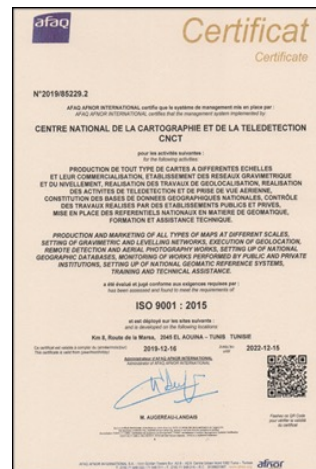 afaq
Certificat
Certificate
N°2019/85229.2
AFAQ AFNOR INTERNATIONAL certifie que le système de management mis en place par :
AFAQ AFNOR INTERNATIONAL certifies that the management system implemented by:
CENTRE NATIONAL DE LA CARTOGRAPHIE ET DE LA TELEDETECTION
CNCT
pour les activités suivantes :
for the following activities:
PRODUCTION DE TOUT TYPE DE CARTES A DIFFERENTES ECHELLES
ET LEUR COMMERCIALISATION, ETABLISSEMENT DES RESEAUX GRAVIMETRIQUE
ET DU NIVELLEMENT, REALISATION DES TRAVAUX DE GEOLOCALISATION, REALISATION
DES ACTIVITES DE TELEDETECTION ET DE PRISE DE VUE AERIENNE,
CONSTITUTION DES BASES DE DONNEES GEOGRAPHIQUES NATIONALES, CONTRÔLE
DES TRAVAUX REALISES PAR DES ETABLISSEMENTS PUBLICS ET PRIVES,
MISE EN PLACE DES REFERENTIELS NATIONAUX EN MATIERE DE GEOMATIQUE,
FORMATION ET ASSISTANCE TECHNIQUE.
PRODUCTION AND MARKETING OF ALL TYPES OF MAPS AT DIFFERENT SCALES,
SETTING OF GRAVIMETRIC AND LEVELLING NETWORKS, EXECUTION OF GEOLOCATION,
REMOTE DETECTION AND AERIAL PHOTOGRAPHY WORKS, SETTING UP OF NATIONAL
GEOGRAPHIC DATABASES, MONITORING OF WORKS PERFORMED BY PUBLIC AND PRIVATE
INSTITUTIONS, SETTING UP OF NATIONAL GEOMATIC REFERENCE SYSTEMS,
TRAINING AND TECHNICAL ASSISTANCE.
a été évalué et jugé conforme aux exigences requises par :
has been assessed and found to meet the requirements of:
ISO 9001 : 2015
et est déployé sur les sites suivants :
and is developed on the following locations:
Km 8, Route de la Marsa, 2045 EL AOUINA - TUNIS TUNISIE
2019-12-16
2022-12-15
M. AUGEREAU-LANDAIS
afnor